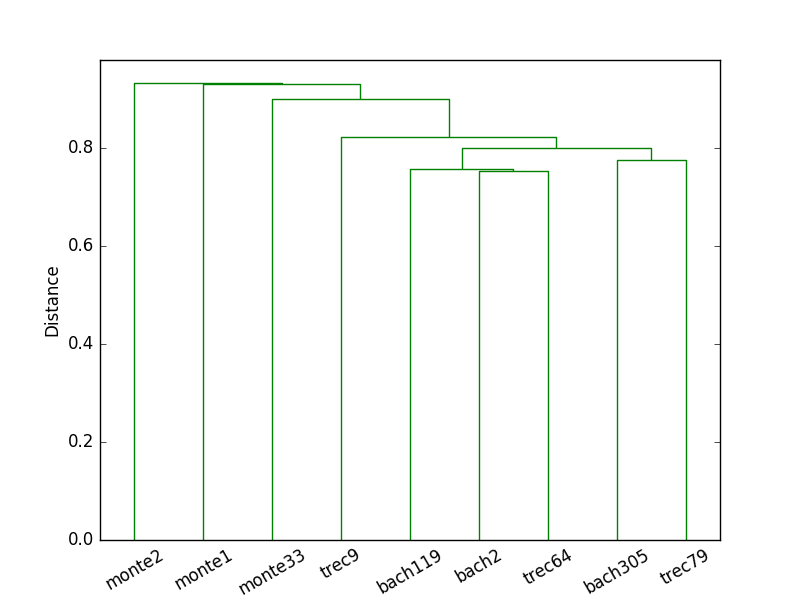 0.8
0.6
0.4
0.2
0.0
Distance
monte2
monte1
monte33
trec9
bach119
bach2
trec64
bach305
trec79